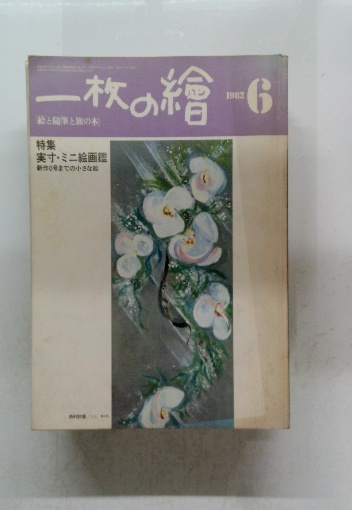 一枚の繪
1982 6
[絵と随筆と旅の本]
特集
実寸・ミニ絵画鑑
新作0号までの小さな絵